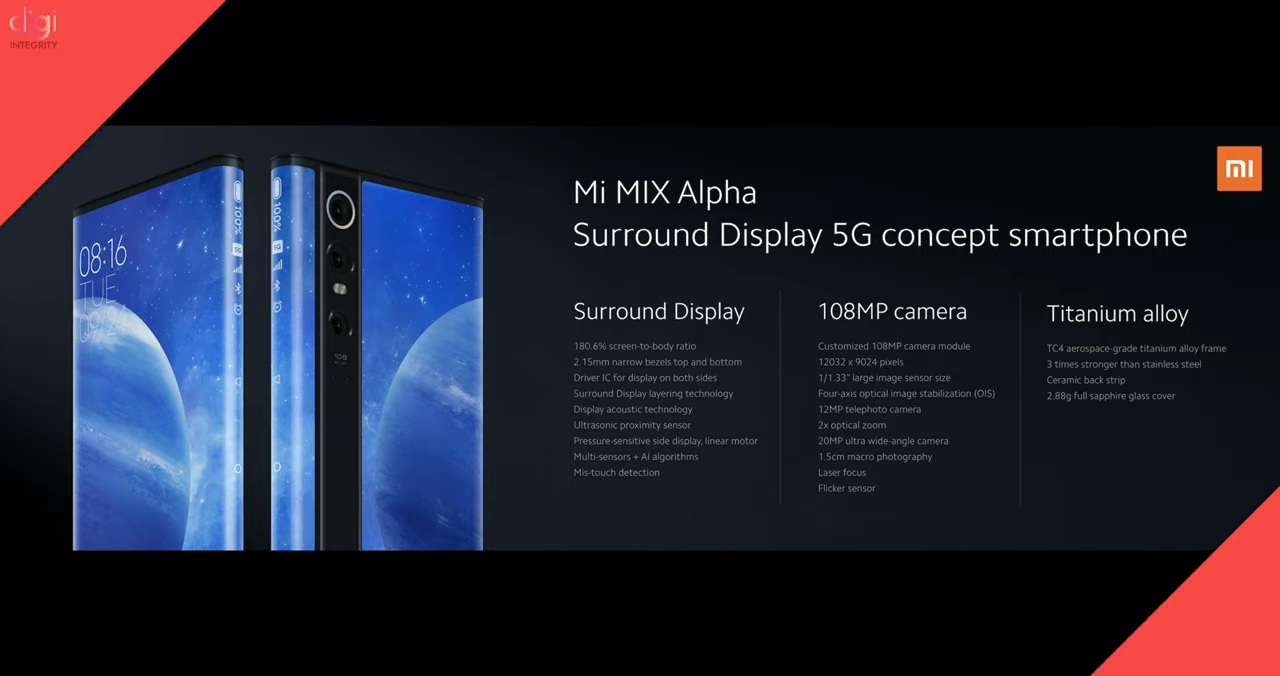 digi
INTEGRITY
mi
Mi MIX Alpha
Surround Display 5G concept smartphone
Surround Display
180.6% screen-to-body ratio
2.15mm narrow bezels top and bottom
Driver IC for display on both sides
Surround Display layering technology
Display acoustic technology
Ultrasonic proximity sensor
Pressure-sensitive side display, linear motor
Multi-sensors + AI algorithms
Mis-touch detection
108MP camera
Customized 108MP camera module
12032 x 9024 pixels
1/1.33" large image sensor size
Four-axis optical image stabilization (OIS)
12MP telephoto camera
2x optical zoom
20MP ultra wide-angle camera
1.5cm macro photography
Laser focus
Flicker sensor
Titanium alloy
TC4 aerospace-grade titanium alloy frame
3 times stronger than stainless steel
Ceramic back strip
2.88g full sapphire glass cover
08:16
TUE
100%
5G
100%
5G
108